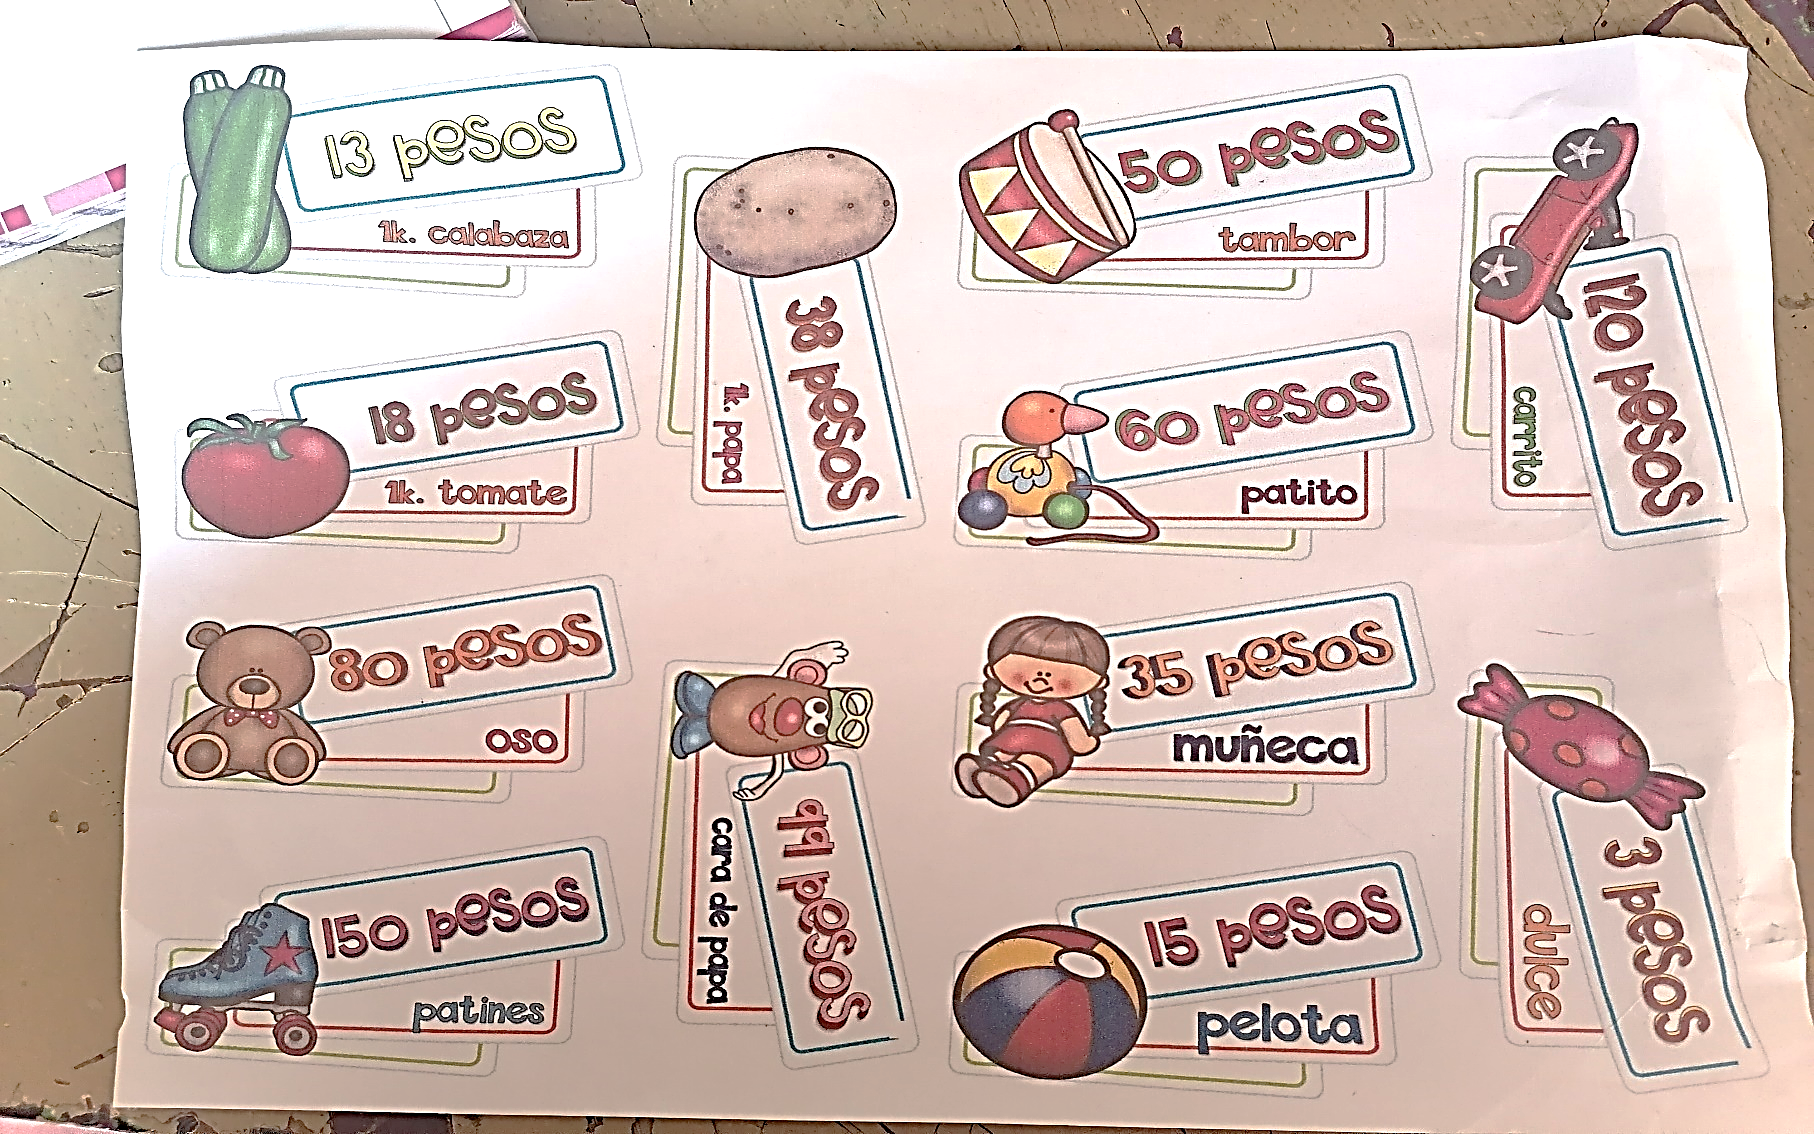 13 pesos
1k. calabaza
38 pesos
1k. papa
50 pesos
tambor
120 pesos
carrito
18 pesos
1k. tomate
60 pesos
patito
80 pesos
oso
99 pesos
cara de papa
35 pesos
muñeca
3 pesos
dulce
150 pesos
patines
15 pesos
pelota